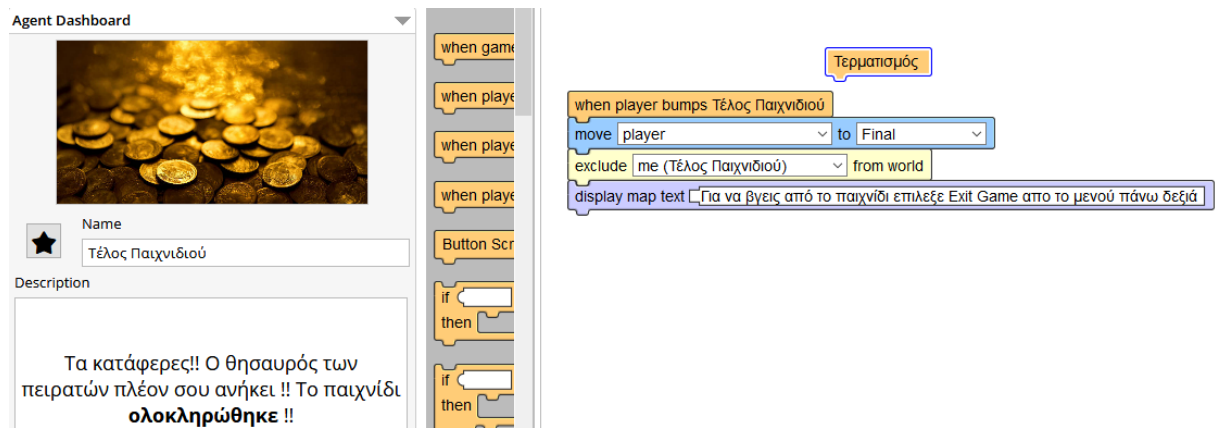 Agent Dashboard
Name
Τέλος Παιχνιδιού
Description
Τα κατάφερες!! Ο θησαυρός των
πειρατών πλέον σου ανήκει !! Το παιχνίδι
ολοκληρώθηκε !!
when game
when playe
when playe
when playe
Button Scr
if
then
if
then
Τερματισμός
when player bumps Τέλος Παιχνιδιού
move player to Final
exclude me (Τέλος Παιχνιδιού) from world
display map text Για να βγεις από το παιχνίδι επιλεξε Exit Game απο το μενού πάνω δεξιά